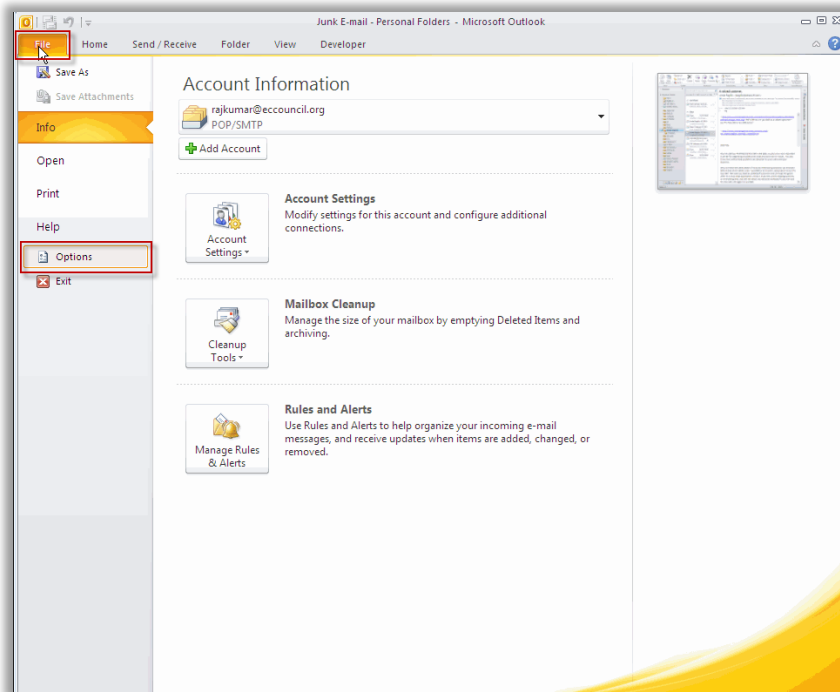 Junk E-mail - Personal Folders - Microsoft Outlook
File Home Send / Receive Folder View Developer
Save As
Save Attachments
Info
Open
Print
Help
Options
Exit
Account Information
rajkumar@eccouncil.org
POP/SMTP
Add Account
Account
Settings
Account Settings
Modify settings for this account and configure additional
connections.
Cleanup
Tools
Mailbox Cleanup
Manage the size of your mailbox by emptying Deleted Items and
archiving.
Manage Rules
& Alerts
Rules and Alerts
Use Rules and Alerts to help organize your incoming e-mail
messages, and receive updates when items are added, changed, or
removed.